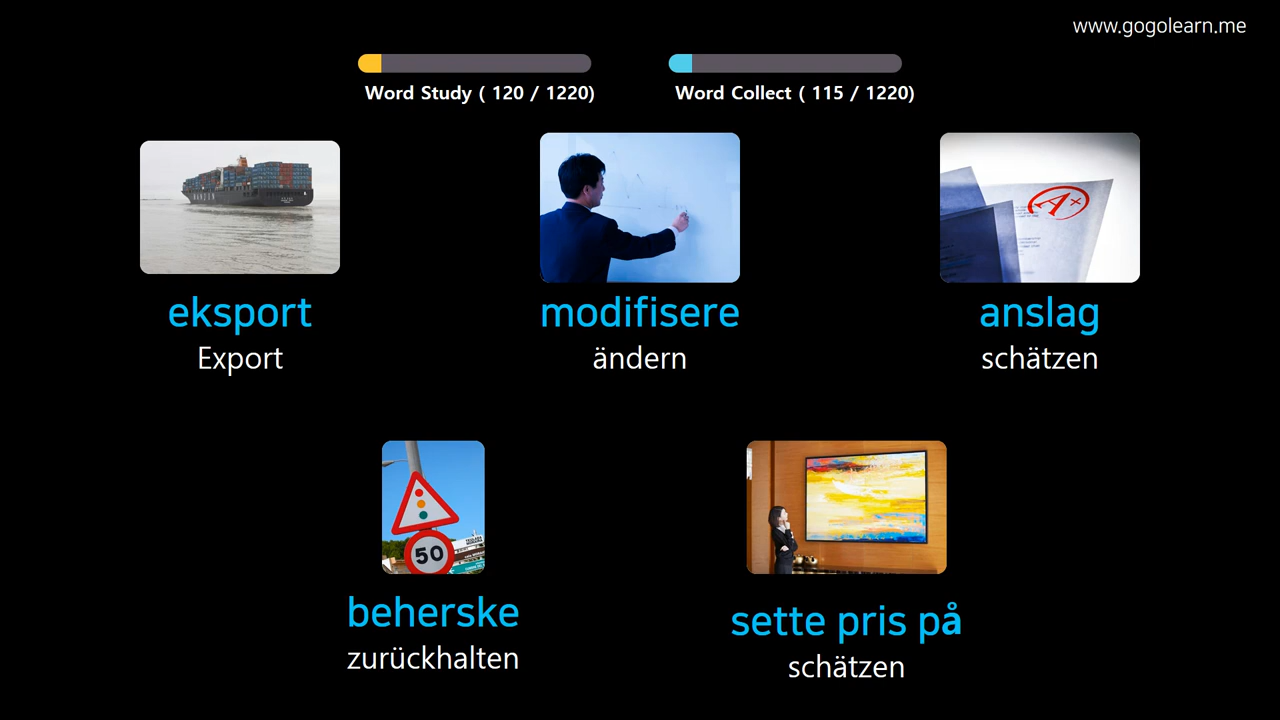 www.gogolearn.me
Word Study ( 120 / 1220)
Word Collect ( 115 / 1220)
A+
eksport
Export
modifisere
ändern
anslag
schätzen
50
beherske
zurückhalten
sette pris på
schätzen